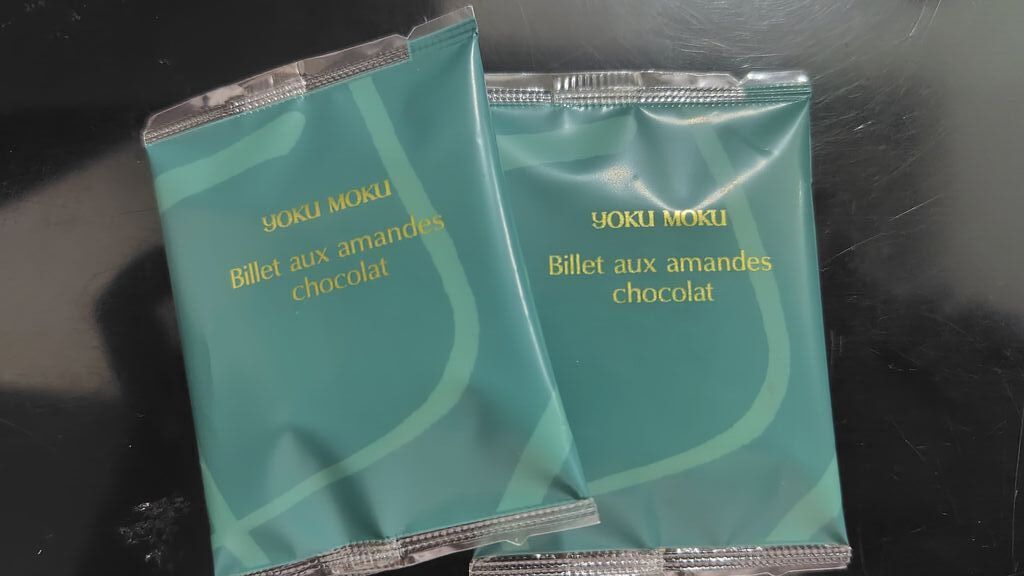 YOKU MOKU
Billet aux amandes
chocolat
YOKU MOKU
Billet aux amandes
chocolat